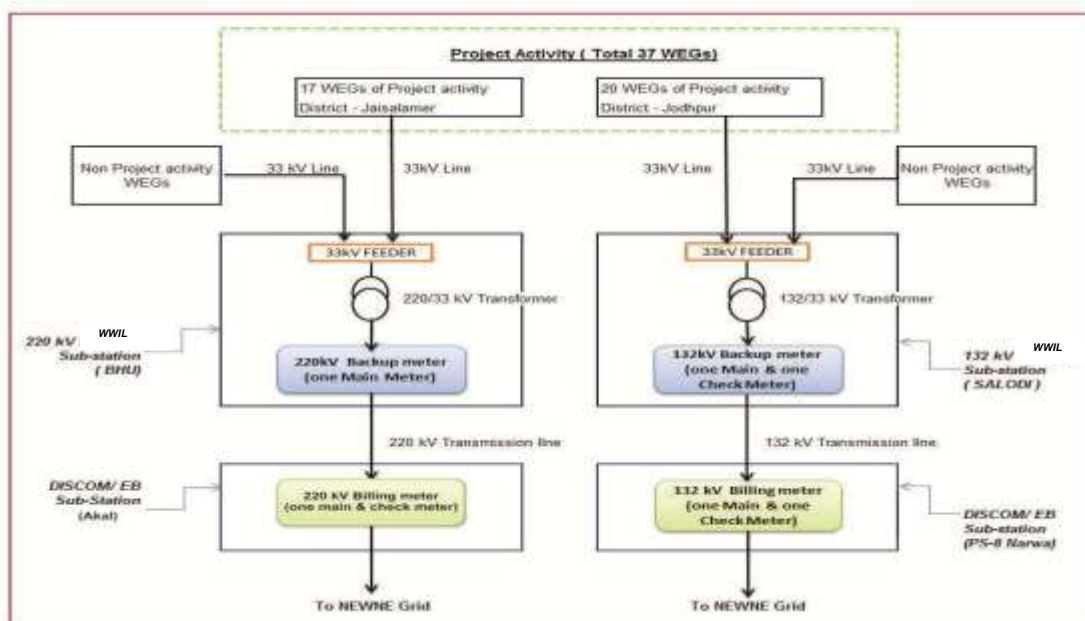 Project Activity ( Total 37 WEGs)
17 WEGs of Project activity
District - Jaisalamer
20 WEGs of Project activity
District - Jodhpur
Non Project activity
WEGs
33 kV Line
33kV Line
33kV Line
33kV Line
Non Project activity
WEGs
33kV FEEDER
33kV FEEDER
220/33 kV Transformer
132/33 kV Transformer
220 kV WWIL
Sub-station
( BHU)
220kV Backup meter
(one Main Meter)
132kV Backup meter
(one Main & one
Check Meter)
WWIL
132 kV
Sub-station
( SALODI )
220 kV Transmission line
132 kV Transmission line
DISCOM/ EB
Sub-Station
(Akal)
220 kV Billing meter
(one main & check meter)
132 kV Billing meter
(one Main & one
Check Meter)
DISCOM/ EB
Sub-station
(PS-8 Narwa)
To NEWNE Grid
To NEWNE Grid